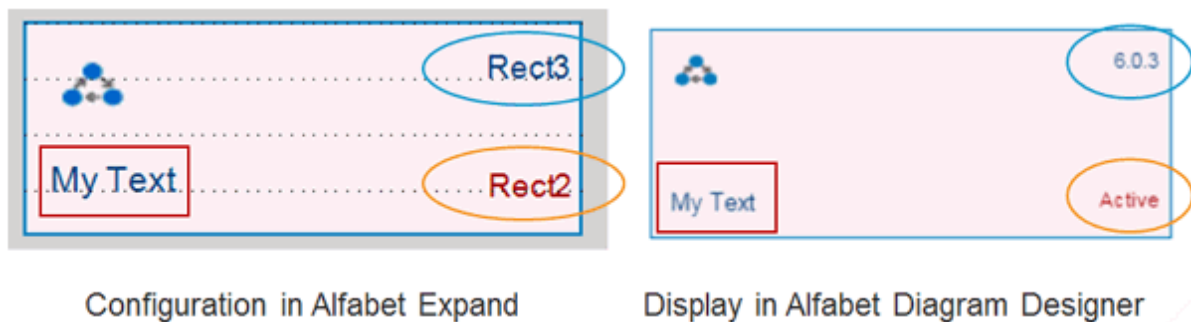 Rect3
My Text
Rect2
6.0.3
My Text
Active
Configuration in Alfabet Expand
Display in Alfabet Diagram Designer